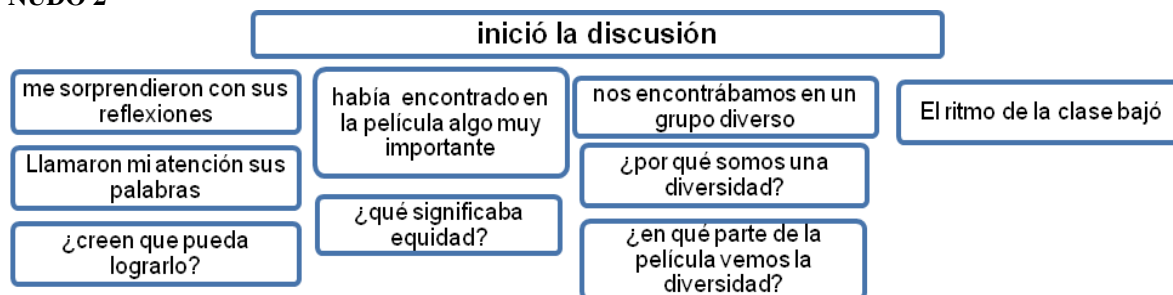 NUDO 2
inició la discusión
me sorprendieron con sus
reflexiones
Llamaron mi atención sus
palabras
¿creen que pueda
lograrlo?
había encontrado en
la película algo muy
importante
¿qué significaba
equidad?
nos encontrábamos en un
grupo diverso
¿por qué somos una
diversidad?
¿en qué parte de la
película vemos la
diversidad?
El ritmo de la clase bajó